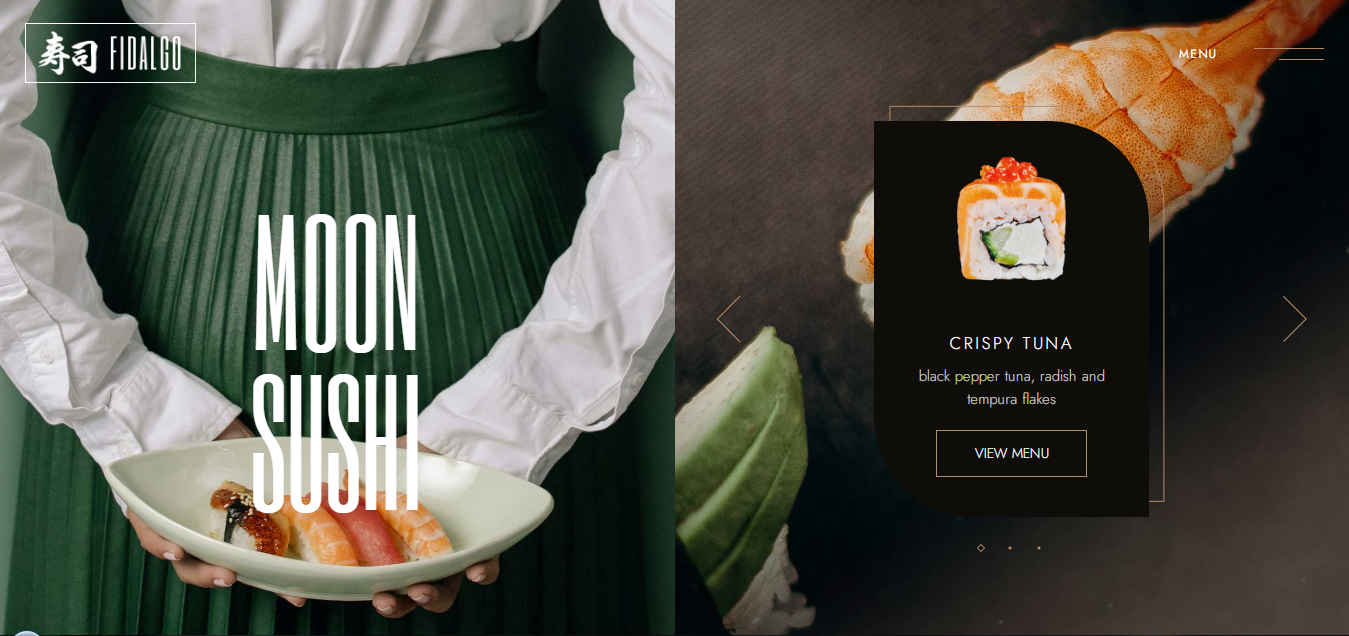 寿司 FIDALGO
MENU
MOON
SUSHI
CRISPY TUNA
black pepper tuna, radish and
tempura flakes
VIEW MENU